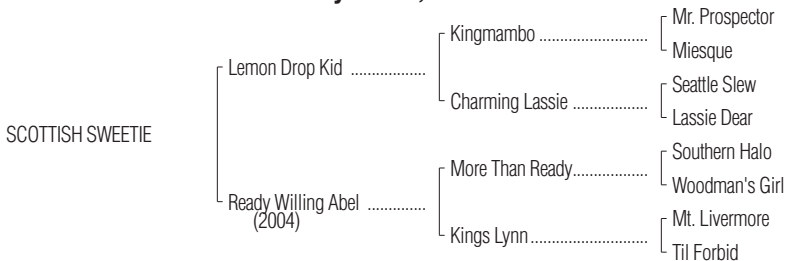 Mr. Prospector
Kingmambo ..........................
Miesque
Lemon Drop Kid ..................
Seattle Slew
Charming Lassie ..................
Lassie Dear
SCOTTISH SWEETIE
Southern Halo
More Than Ready..................
Woodman's Girl
Ready Willing Abel ..............
(2004)
Mt. Livermore
Kings Lynn............................
Til Forbid